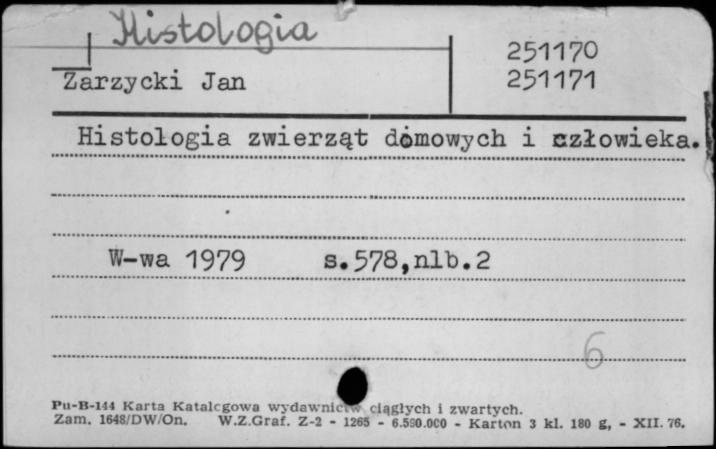 Histologia
251170
Zarzycki Jan
251171
Histologia zwierząt domowych i człowieka.
W-wa 1979 s.578,nlb.2
6
Pu-B-144 Karta Katalogowa wydawnictw ciągłych i zwartych.
Zam. 1648/DW/On. W.Z.Graf. Z-2 - 1265 - 6.590.000 - Karton 3 kl. 180 g, - XII. 76.